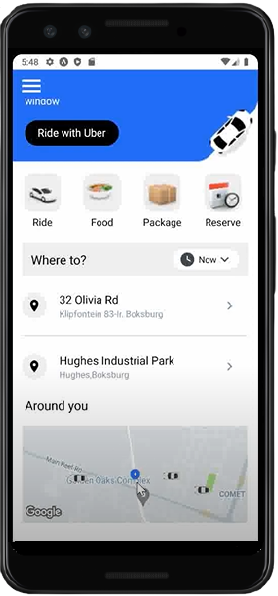 5:48
window
Ride with Uber
Ride Food Package Reserve
Where to? Now
32 Olivia Rd
Klipfontein 83-Ir, Boksburg
Hughes Industrial Park
Hughes,Boksburg
Around you
Main Reef Rd
Golden Oaks Complex
COMET
Google